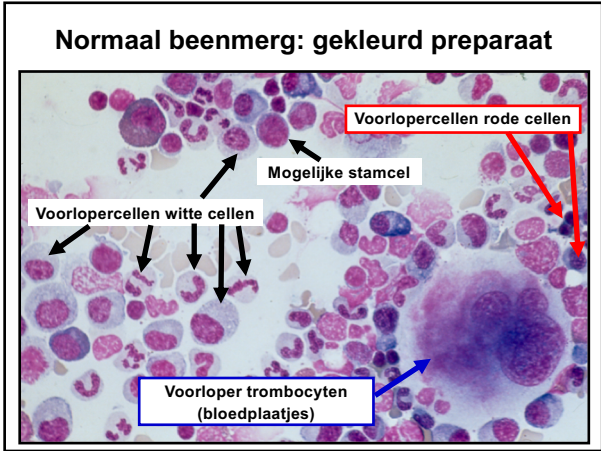 Normaal beenmerg: gekleurd preparaat
Voorlopercellen rode cellen
Mogelijke stamcel
Voorlopercellen witte cellen
Voorloper trombocyten
(bloedplaatjes)